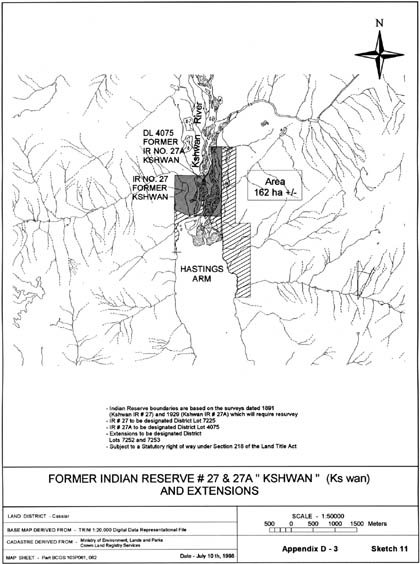 N
Kshwan River
DL 4075
FORMER
IR NO. 27A
KSHWAN
IR NO. 27
FORMER
KSHWAN
Area
162 ha +/-
HASTINGS
ARM
- Indian Reserve boundaries are based on the surveys dated 1891
(Kshwan IR # 27) and 1929 (Kshwan IR # 27A) which will require resurvey
- IR # 27 to be designated District Lot 7225
- IR # 27A to be designated District Lot 4075
- Extensions to be designated District
Lots 7252 and 7253
- Subject to a Statutory right of way under Section 218 of the Land Title Act
FORMER INDIAN RESERVE # 27 & 27A " KSHWAN " (Ks wan)
AND EXTENSIONS
LAND DISTRICT - Cassiar
BASE MAP DERIVED FROM - TRIM 1:20,000 Digital Data Representational File
CADASTRE DERIVED FROM - Ministry of Environment, Lands and Parks
Crown Land Registry Services
MAP SHEET - Part BCGS 103P061, 062
Date - July 10 th, 1998
SCALE - 1:50000
500 0 500 1000 1500 Meters
Appendix D - 3 Sketch 11